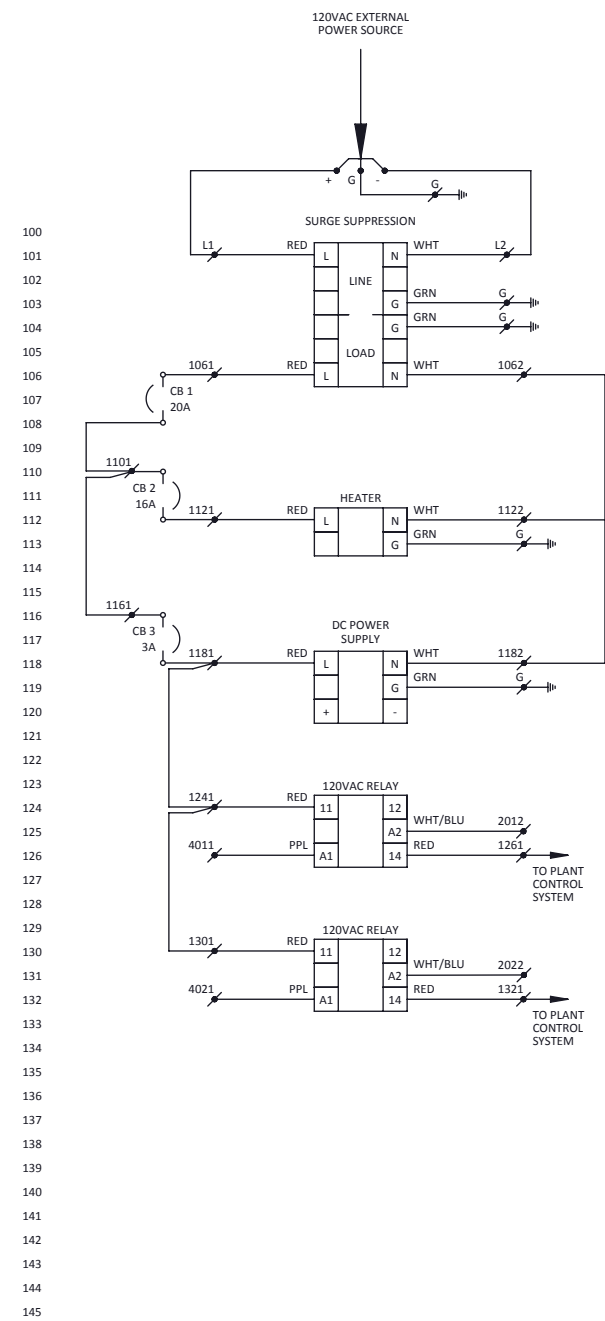 120VAC EXTERNAL
POWER SOURCE
+ G -
G
SURGE SUPPRESSION
100
101 L1 RED L N WHT L2
102 LINE
103 G GRN G
104 G GRN G
105 LOAD
106 1061 RED L N WHT 1062
107 CB 1
20A
108
109
110 1101
111 CB 2
16A
HEATER
112 1121 RED L N WHT 1122
113 G GRN G
114
115
116 1161
117 CB 3
3A
DC POWER
SUPPLY
118 1181 RED L N WHT 1182
119 G GRN G
120 + -
121
122
123 120VAC RELAY
124 1241 RED 11 12
125 A2 WHT/BLU 2012
126 4011 PPL A1 14 RED 1261
127 TO PLANT
CONTROL
128 SYSTEM
129 120VAC RELAY
130 1301 RED 11 12
131 A2 WHT/BLU 2022
132 4021 PPL A1 14 RED 1321
133 TO PLANT
CONTROL
134 SYSTEM
135
136
137
138
139
140
141
142
143
144
145